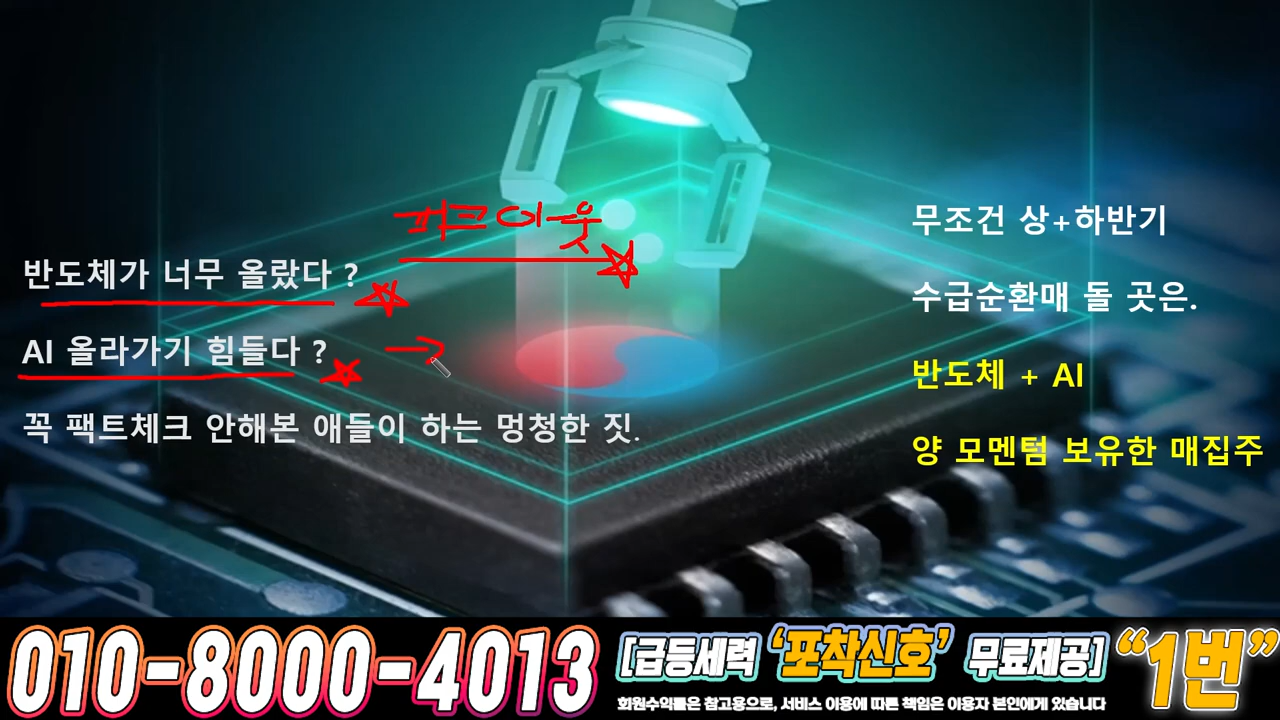 커크이웃
반도체가 너무 올랐다 ?
AI 올라가기 힘들다 ?
꼭 팩트체크 안해본 애들이 하는 멍청한 짓.
무조건 상+하반기
수급순환매 돌 곳은.
반도체 + AI
양 모멘텀 보유한 매집주
010-8000-4013
[급등세력 '포착신호' 무료제공] "1번"
회원수익률은 참고용으로, 서비스 이용에 따른 책임은 이용자 본인에게 있습니다